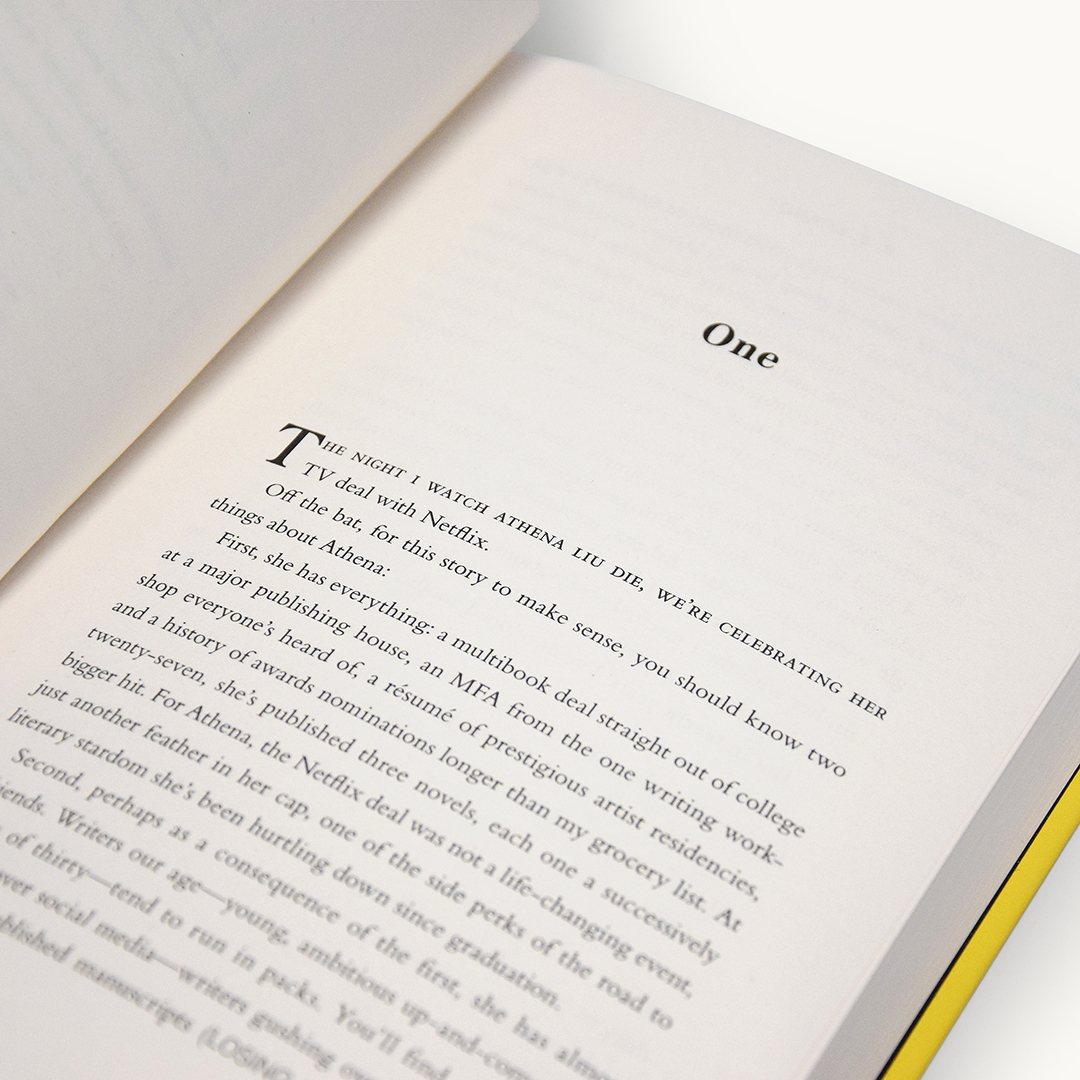 One
THE NIGHT I WATCH ATHENA LIU DIE, WE'RE CELEBRATING HER
TV deal with Netflix.
Off the bat, for this story to make sense, you should know two
things about Athena:
First, she has everything: a multibook deal straight out of college
at a major publishing house, an MFA from the one writing work-
shop everyone's heard of, a résumé of prestigious artist residencies,
and a history of awards nominations longer than my grocery list. At
twenty-seven, she's published three novels, each one a successively
bigger hit. For Athena, the Netflix deal was not a life-changing event,
just another feather in her cap, one of the side perks of the road to
literary stardom she's been hurtling down since graduation.
Second, perhaps as a consequence of the first, she has almo
iends. Writers our age—young, ambitious up-and-com
of thirty—tend to run in packs. You'll find
ver social media—writers gushing ov
blished manuscripts (LOSING